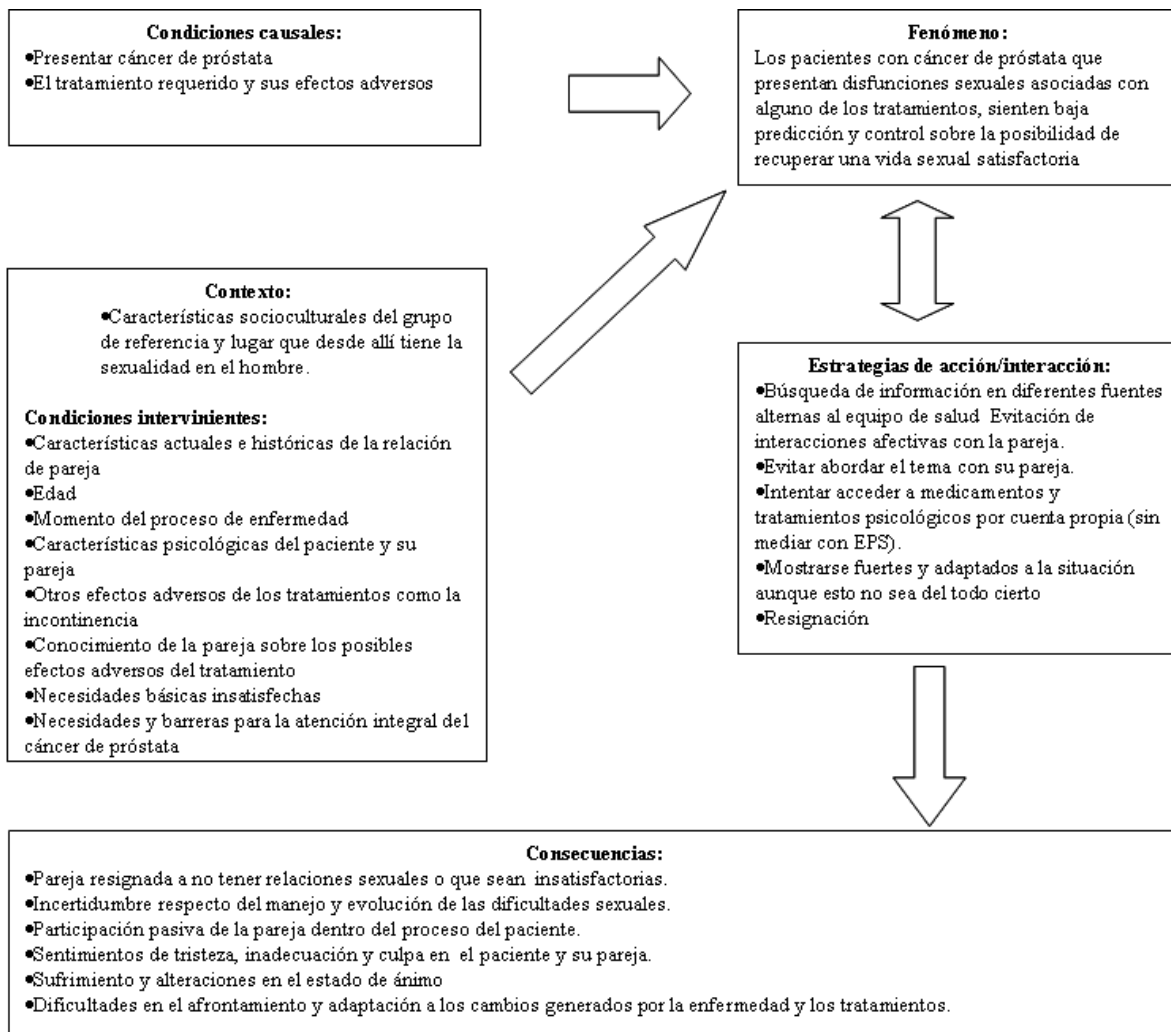 Condiciones causales:
•Presentar cáncer de próstata
•El tratamiento requerido y sus efectos adversos
Fenómeno:
Los pacientes con cáncer de próstata que
presentan disfunciones sexuales asociadas con
alguno de los tratamientos, sienten baja
predicción y control sobre la posibilidad de
recuperar una vida sexual satisfactoria
Contexto:
•Características socioculturales del grupo
de referencia y lugar que desde allí tiene la
sexualidad en el hombre.
Condiciones intervinientes:
•Características actuales e históricas de la relación
de pareja
•Edad
•Momento del proceso de enfermedad
•Características psicológicas del paciente y su
pareja
•Otros efectos adversos de los tratamientos como la
incontinencia
•Conocimiento de la pareja sobre los posibles
efectos adversos del tratamiento
•Necesidades básicas insatisfechas
•Necesidades y barreras para la atención integral del
cáncer de próstata
Estrategias de acción/interacción:
•Búsqueda de información en diferentes fuentes
alternas al equipo de salud  Evitación de
interacciones afectivas con la pareja.
•Evitar abordar el tema con su pareja.
•Intentar acceder a medicamentos y
tratamientos psicológicos por cuenta propia (sin
mediar con EPS).
•Mostrarse fuertes y adaptados a la situación
aunque esto no sea del todo cierto
•Resignación
Consecuencias:
•Pareja resignada a no tener relaciones sexuales o que sean insatisfactorias.
•Incertidumbre respecto del manejo y evolución de las dificultades sexuales.
•Participación pasiva de la pareja dentro del proceso del paciente.
•Sentimientos de tristeza, inadecuación y culpa en  el paciente y su pareja.
•Sufrimiento y alteraciones en el estado de ánimo
•Dificultades en el afrontamiento y adaptación a los cambios generados por la enfermedad y los tratamientos.